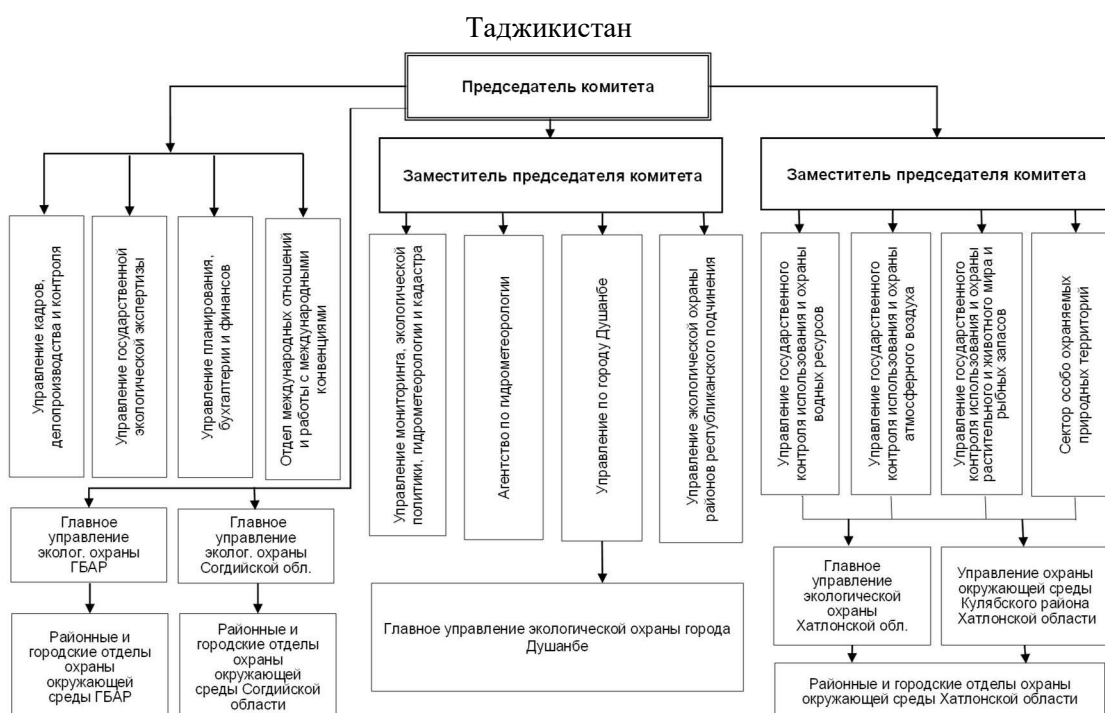 Таджикистан
Председатель комитета
Заместитель председателя комитета
Заместитель председателя комитета
Управление кадров,
делопроизводства и контроля
Управление государственной
экологической экспертизы
Управление планирования,
бухгалтерии и финансов
Отдел международных отношений
и работы с международными
конвенциями
Управление мониторинга, экологической
политики, гидрометеорологии и кадастра
Агентство по гидрометеорологии
Управление по городу Душанбе
Управление экологической охраны
районов республиканского подчинения
Управление государственного
контроля использования и охраны
водных ресурсов
Управление государственного
контроля использования и охраны
атмосферного воздуха
Управление государственного
контроля использования и охраны
растительного и животного мира и
рыбных запасов
Сектор особо охраняемых
природных территорий
Главное
управление
эколог. охраны
ГБАР
Главное
управление
эколог. охраны
Согдийской обл.
Районные и
городские отделы
охраны
окружающей
среды ГБАР
Районные и
городские отделы
охраны
окружающей
среды Согдийской
области
Главное управление экологической охраны города
Душанбе
Главное
управление
экологической
охраны
Хатлонской обл.
Управление охраны
окружающей среды
Кулябского района
Хатлонской области
Районные и городские отделы охраны
окружающей среды Хатлонской области